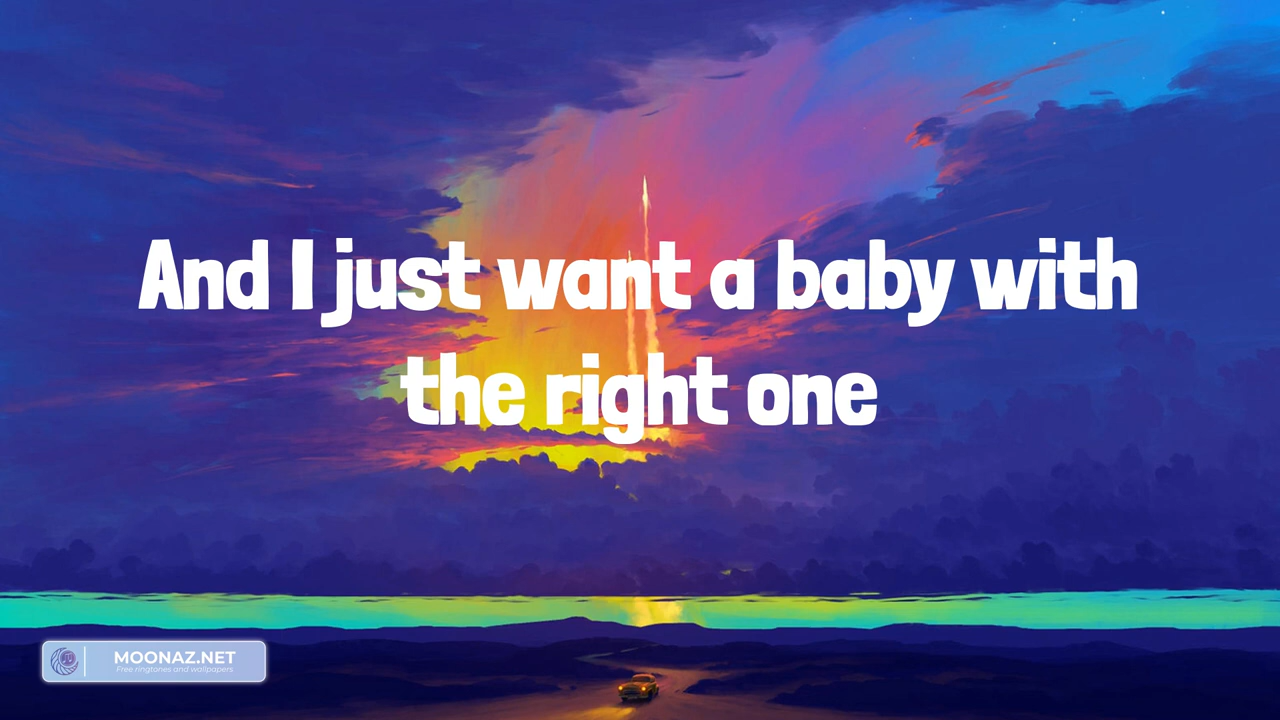 And I just want a baby with
the right one
MOONAZ.NET
Free ringtones and wallpapers